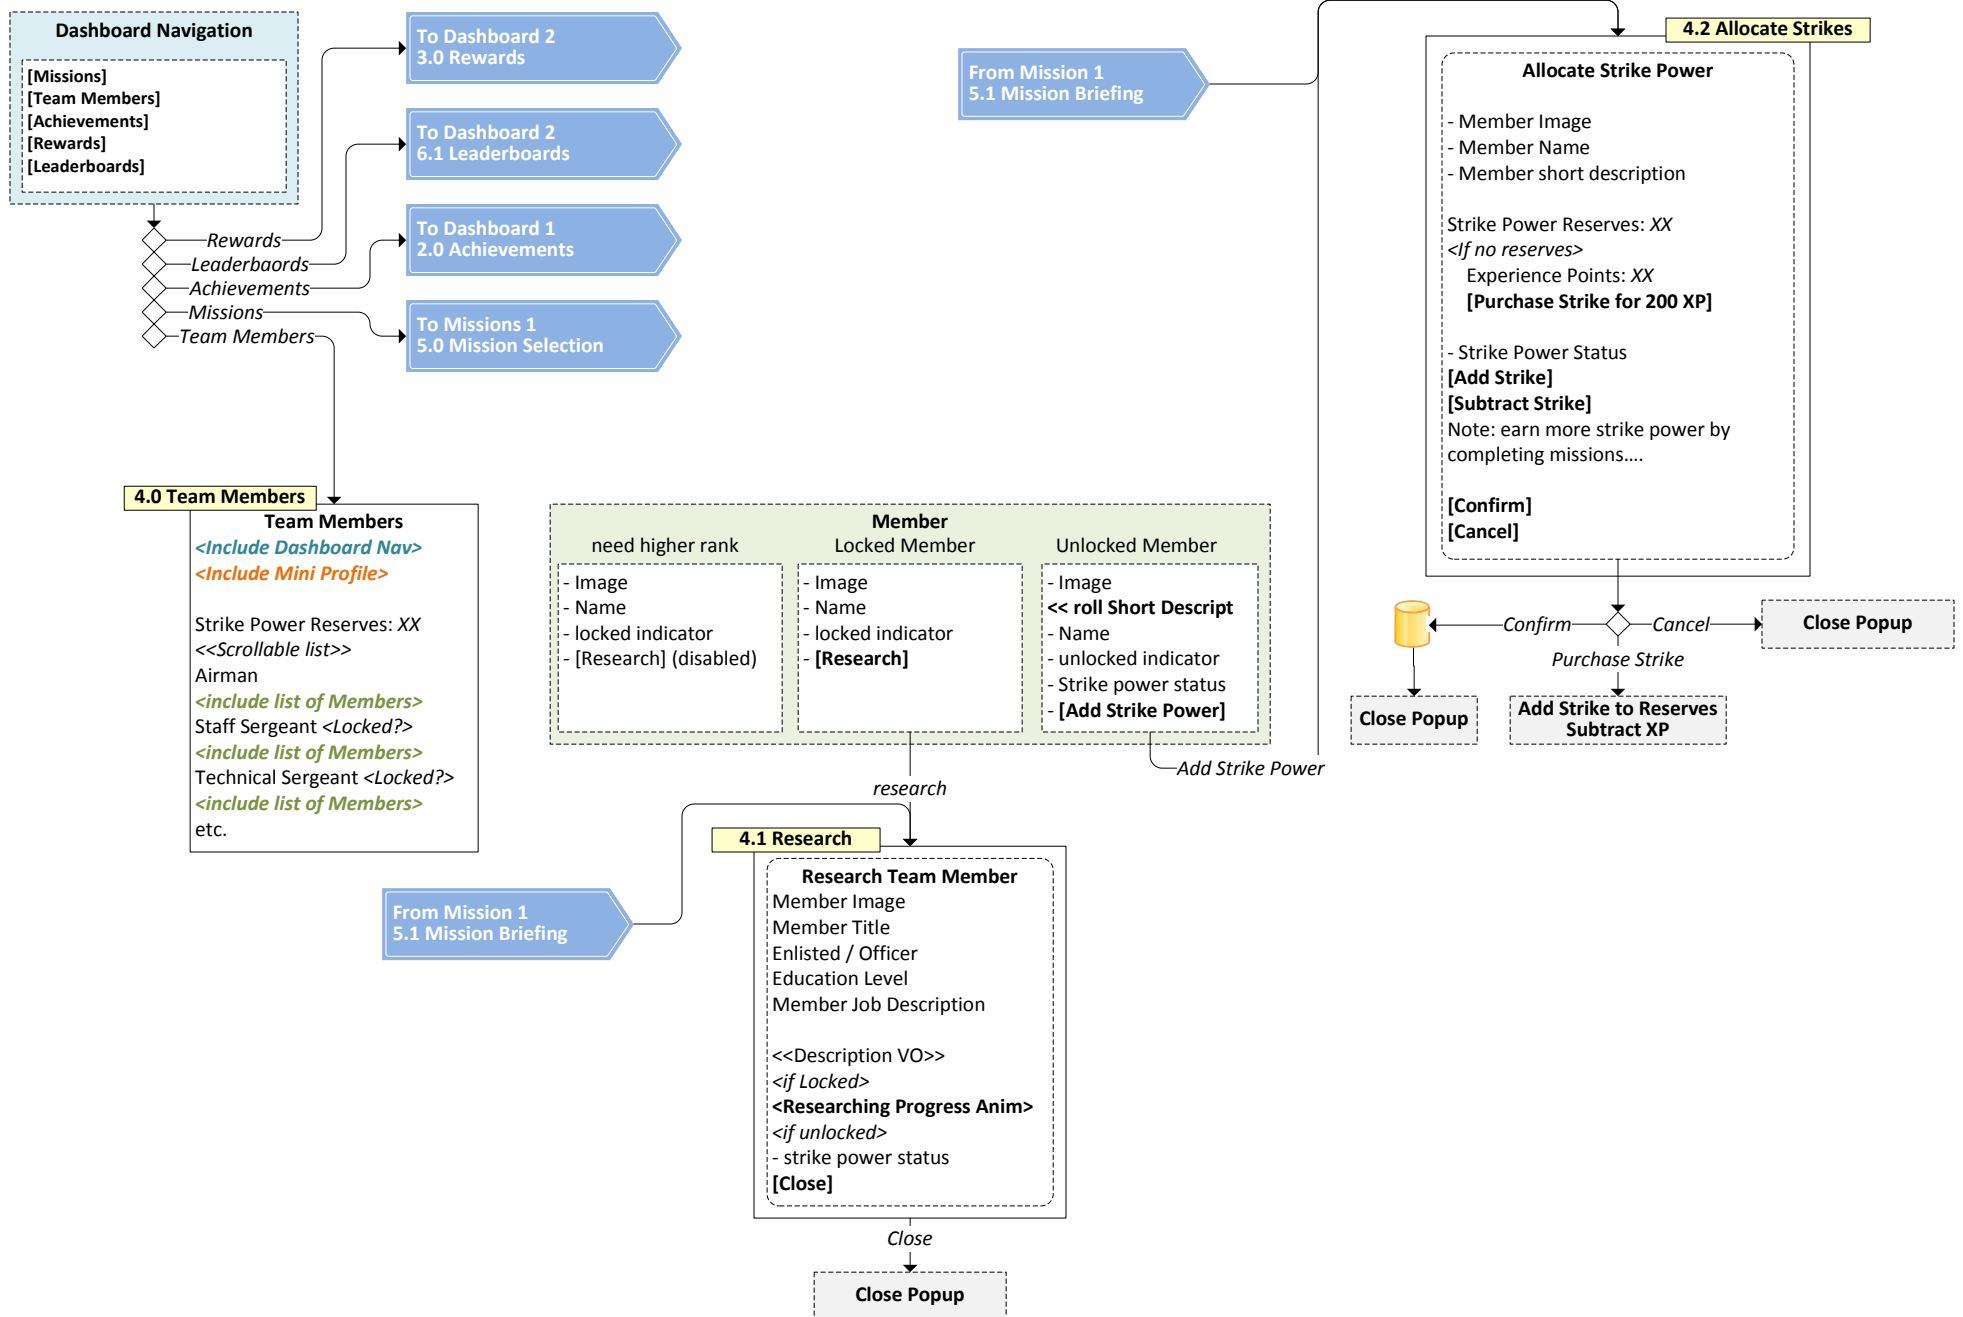 Dashboard Navigation
[Missions]
[Team Members]
[Achievements]
[Rewards]
[Leaderboards]
Rewards
Leaderbaords
Achievements
Missions
Team Members
To Dashboard 2
3.0 Rewards
To Dashboard 2
6.1 Leaderboards
To Dashboard 1
2.0 Achievements
To Missions 1
5.0 Mission Selection
From Mission 1
5.1 Mission Briefing
4.2 Allocate Strikes
Allocate Strike Power
- Member Image
- Member Name
- Member short description
Strike Power Reserves: XX
<If no reserves>
Experience Points: XX
[Purchase Strike for 200 XP]
- Strike Power Status
[Add Strike]
[Subtract Strike]
Note: earn more strike power by
completing missions....
[Confirm]
[Cancel]
Confirm
Cancel
Close Popup
Purchase Strike
Close Popup
Add Strike to Reserves
Subtract XP
4.0 Team Members
Team Members
<Include Dashboard Nav>
<Include Mini Profile>
Strike Power Reserves: XX
<<Scrollable list>>
Airman
<include list of Members>
Staff Sergeant <Locked?>
<include list of Members>
Technical Sergeant <Locked?>
<include list of Members>
etc.
Member
need higher rank
- Image
- Name
- locked indicator
- [Research] (disabled)
Locked Member
- Image
- Name
- locked indicator
- [Research]
Unlocked Member
- Image
<< roll Short Descript
- Name
- unlocked indicator
- Strike power status
- [Add Strike Power]
Add Strike Power
research
4.1 Research
From Mission 1
5.1 Mission Briefing
Research Team Member
Member Image
Member Title
Enlisted / Officer
Education Level
Member Job Description
<<Description VO>>
<if Locked>
<Researching Progress Anim>
<if unlocked>
- strike power status
[Close]
Close
Close Popup